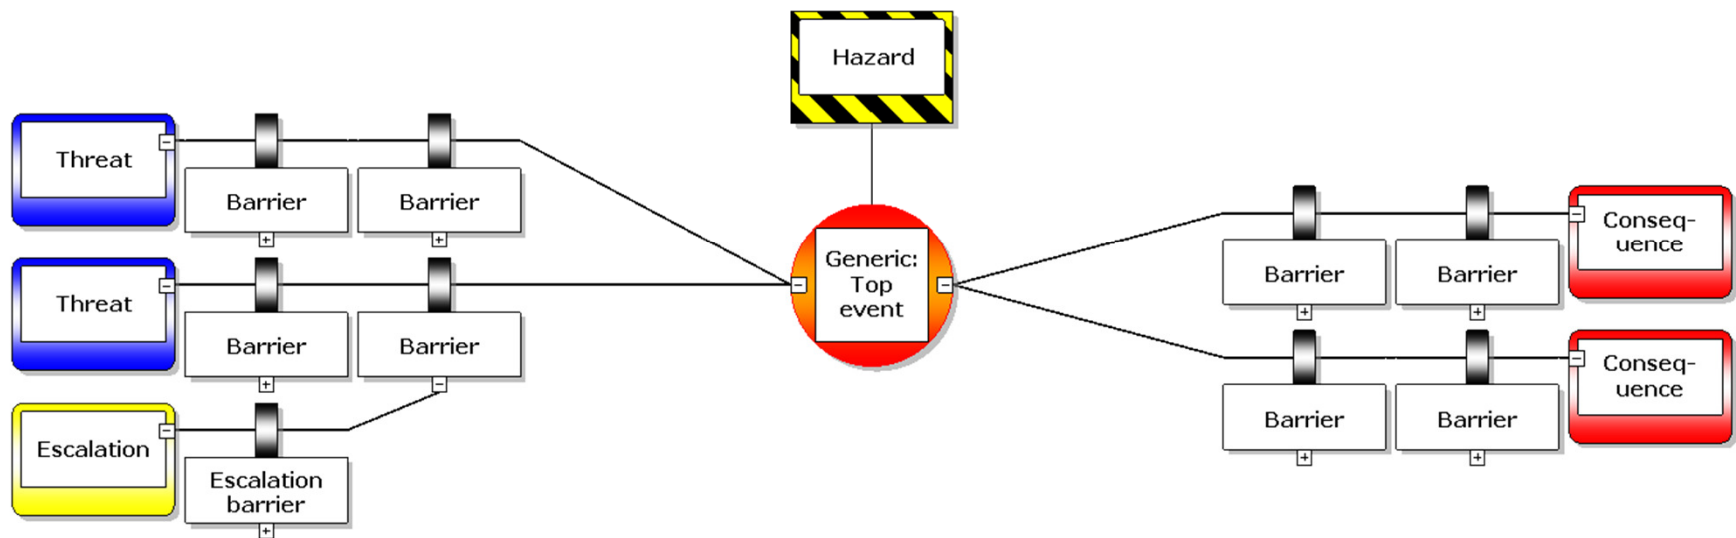 Hazard
Threat
Barrier
Barrier
Generic:
Top
event
Barrier
Barrier
Conseq-
uence
Threat
Barrier
Barrier
Barrier
Barrier
Conseq-
uence
Escalation
Escalation
barrier